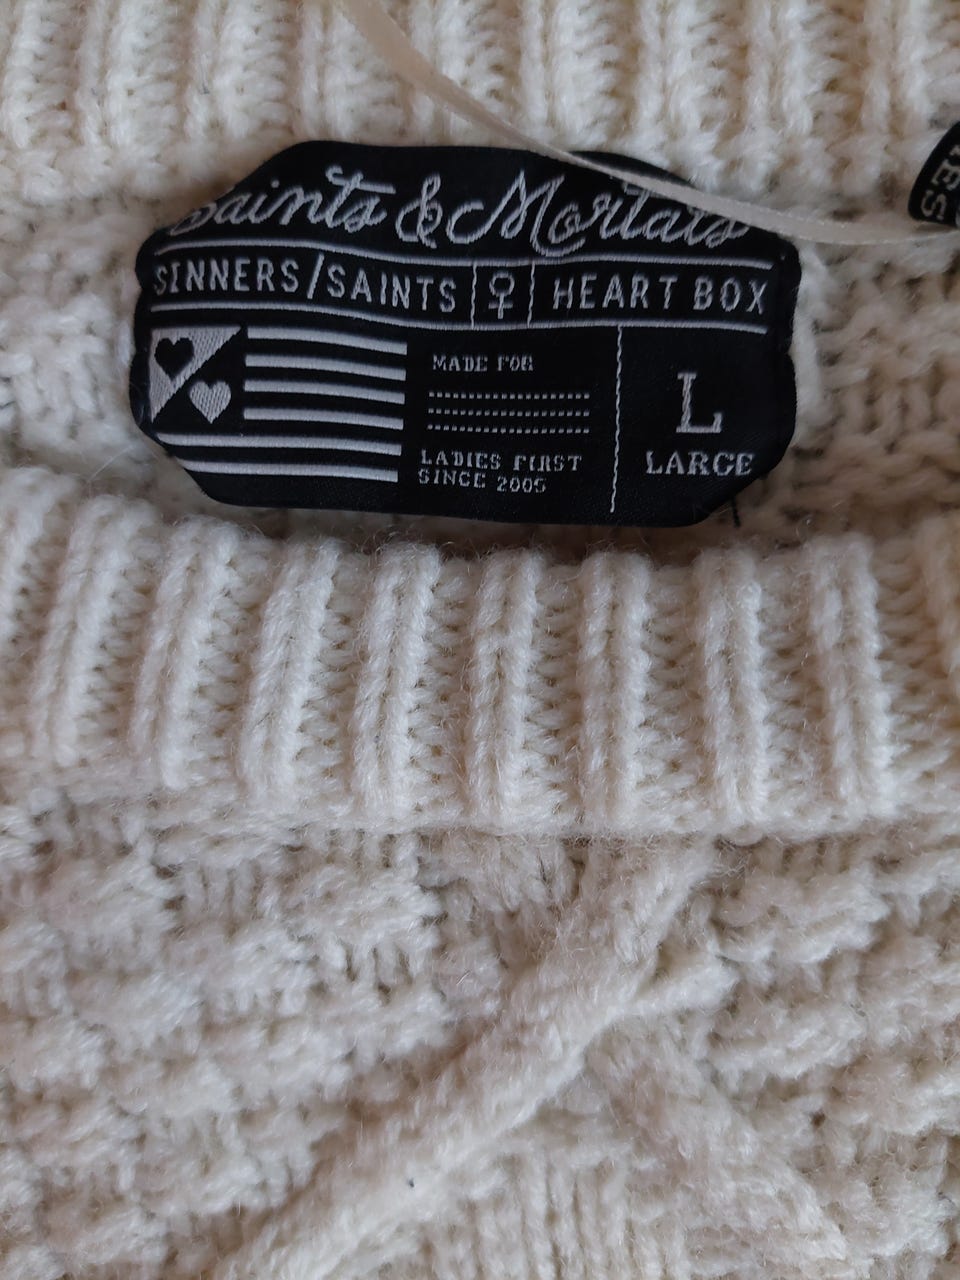 Saints & Mortals
SINNERS/SAINTS ♀ HEART BOX
MADE FOR
LADIES FIRST
SINCE 2005
L
LARGE